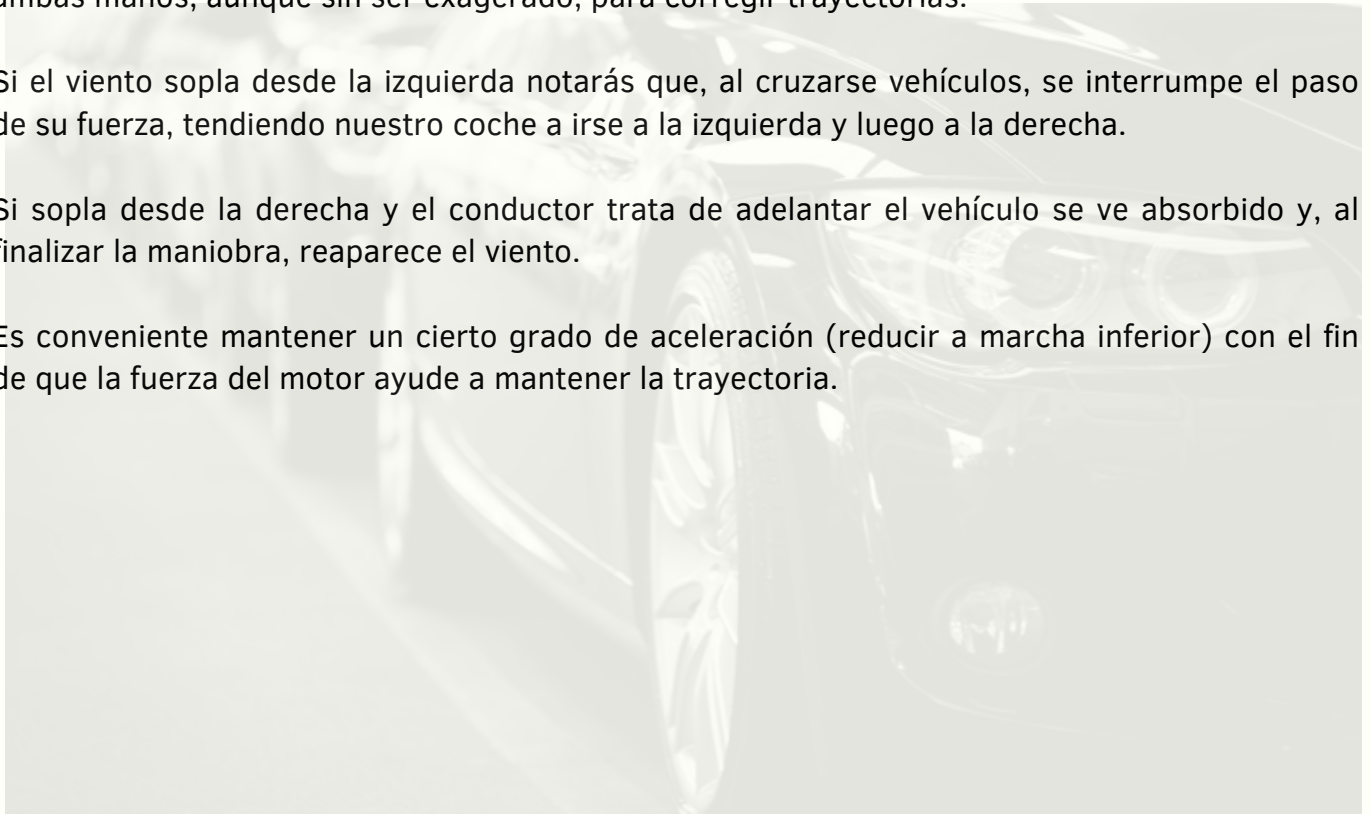 ambas manos, aunque sin ser exagerado, para corregir trayectorias.
Si el viento sopla desde la izquierda notarás que, al cruzarse vehículos, se interrumpe el paso
de su fuerza, tendiendo nuestro coche a irse a la izquierda y luego a la derecha.
Si sopla desde la derecha y el conductor trata de adelantar el vehículo se ve absorbido y, al
finalizar la maniobra, reaparece el viento.
Es conveniente mantener un cierto grado de aceleración (reducir a marcha inferior) con el fin
de que la fuerza del motor ayude a mantener la trayectoria.